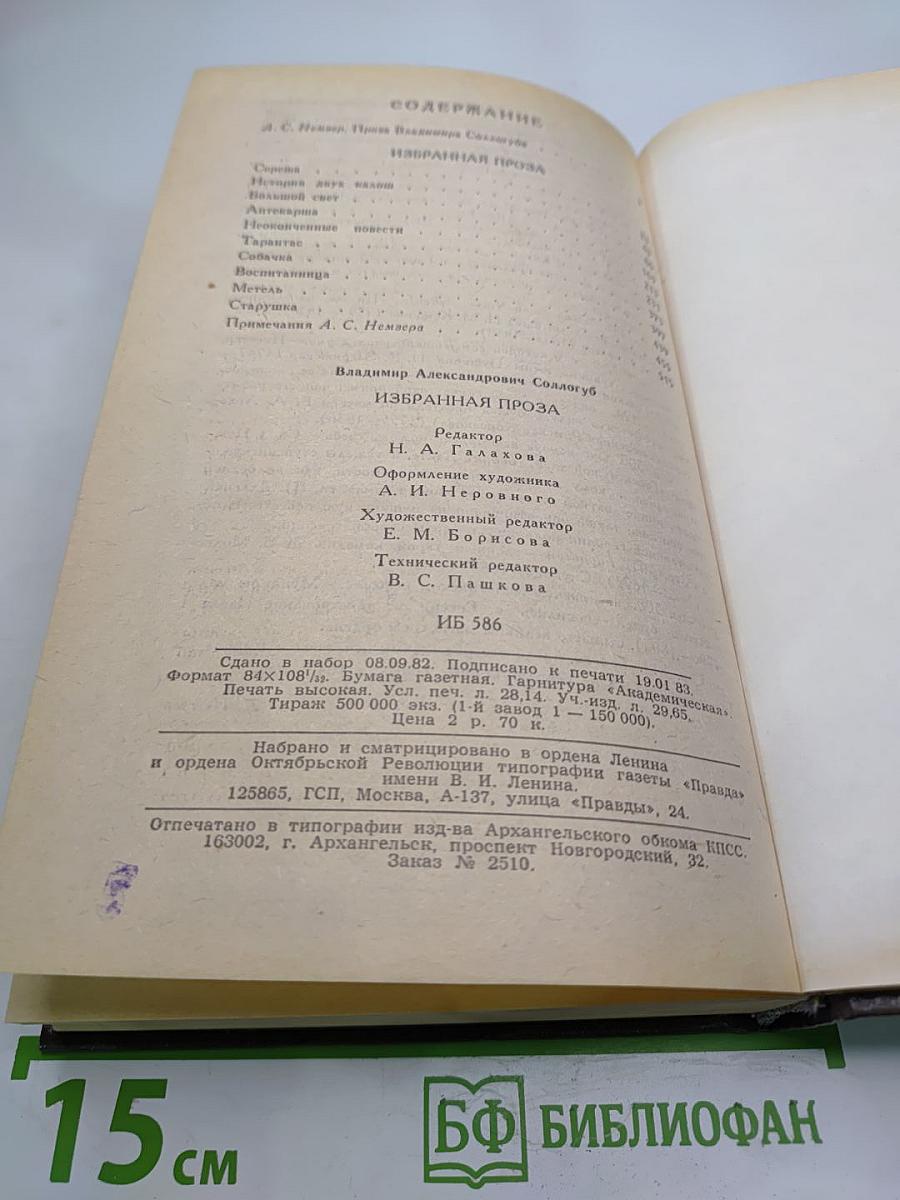 СОДЕРЖАНИЕ
А. С. Немзер. Проза Владимира Соллогуба . .
ИЗБРАННАЯ ПРОЗА
Сережа
История двух калош
Большой свет
Аптекарша
Неоконченные повести
Тарантас
Собачка
Воспитанница
Метель
Старушка
Примечания А. С. Немзера
399
439
455
515
Владимир Александрович Соллогуб
ИЗБРАННАЯ ПРОЗА
Редактор
Н. А. Галахова
Оформление художника
А. И. Неровного
Художественный редактор
Е. М. Борисова
Технический редактор
В. С. Пашкова
ИБ 586
Сдано в набор 08.09.82. Подписано к печати 19.01 83.
Формат 84×108¹/₃₂. Бумага газетная. Гарнитура «Академическая».
Печать высокая. Усл. печ. л. 28,14. Уч.-изд. л. 29,65.
Тираж 500 000 экз. (1-й завод 1 — 150 000).
Цена 2 р. 70 к.
Набрано и сматрицировано в ордена Ленина
и ордена Октябрьской Революции типографии газеты «Правда»
имени В. И. Ленина.
125865, ГСП, Москва, А-137, улица «Правды», 24.
Отпечатано в типографии изд-ва Архангельского обкома КПСС.
163002, г. Архангельск, проспект Новгородский, 32.
Заказ № 2510.
15 см
БФ БИБЛИОФАН